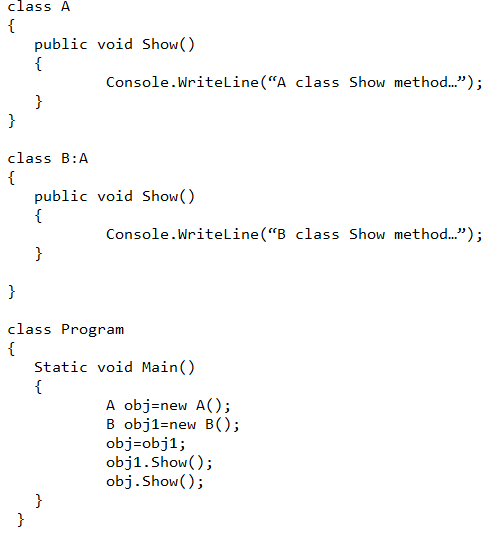 class A
{
public void Show()
{
Console.WriteLine(“A class Show method…”);
}
}
class B:A
{
public void Show()
{
Console.WriteLine(“B class Show method…”);
}
}
class Program
{
Static void Main()
{
A obj=new A();
B obj1=new B();
obj=obj1;
obj1.Show();
obj.Show();
}
}